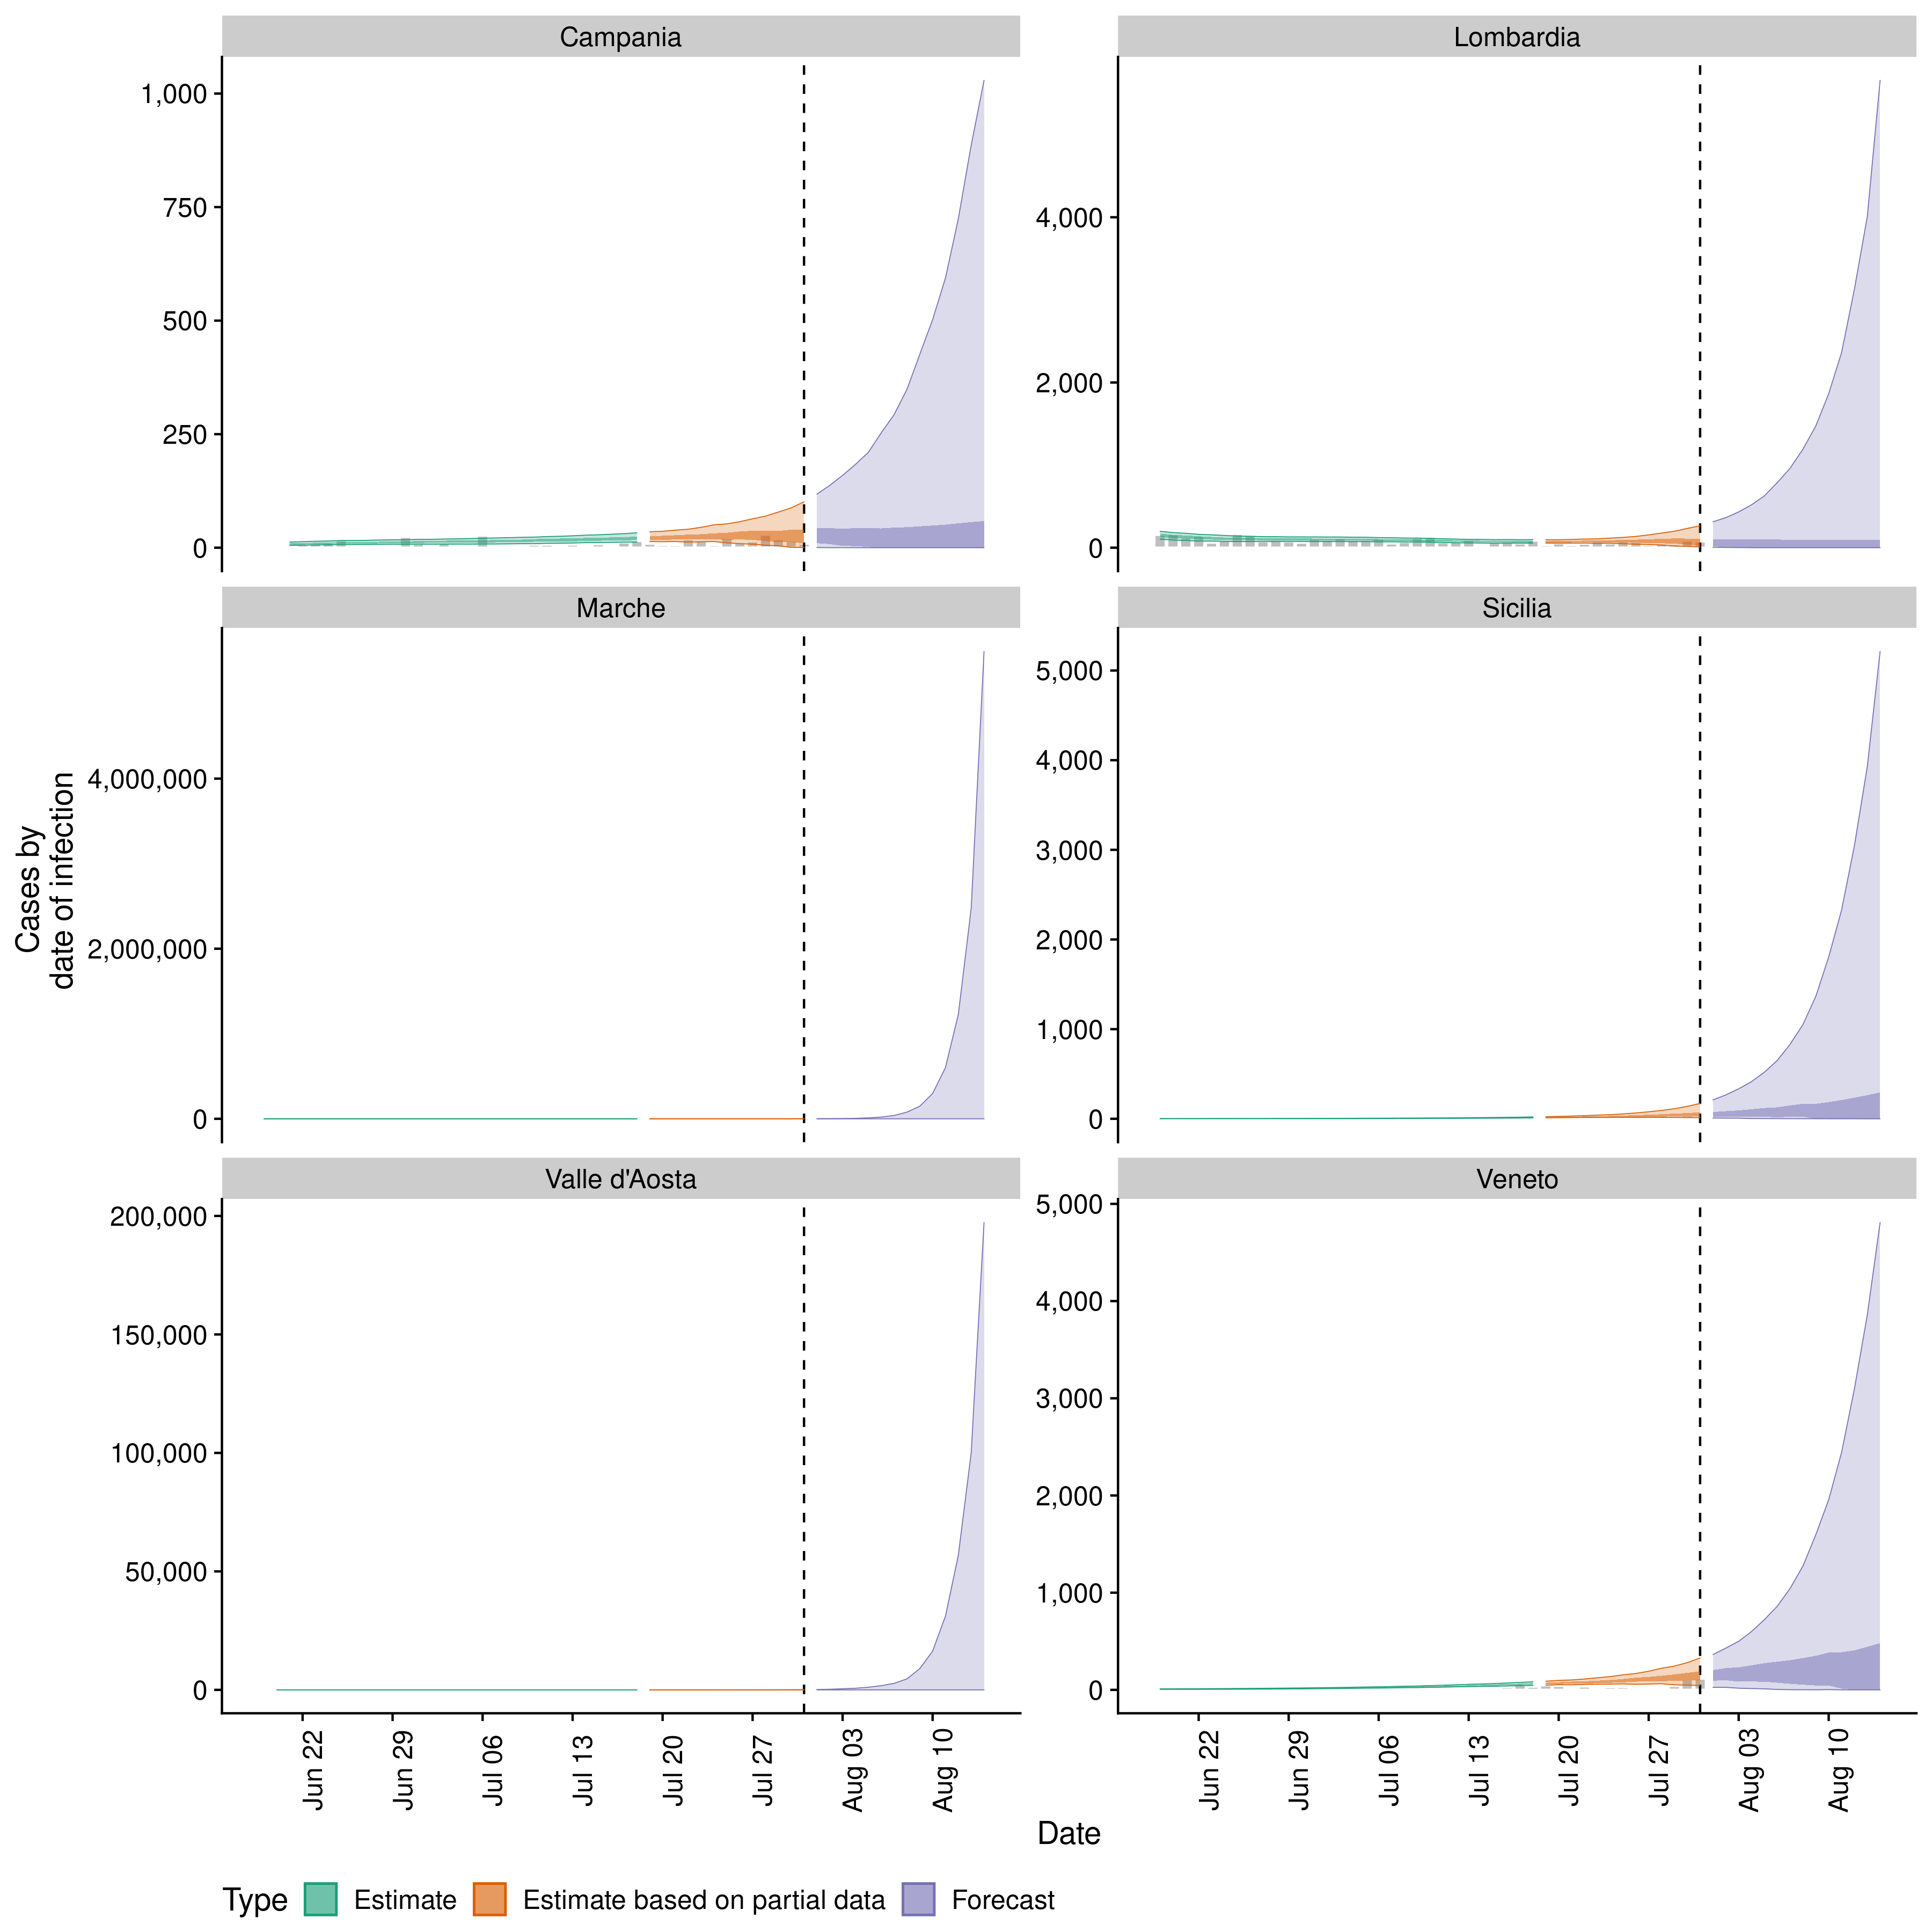 Campania
Lombardia
1,000
750
500
250
0
4,000
2,000
0
Marche
Sicilia
4,000,000
2,000,000
0
5,000
4,000
3,000
2,000
1,000
0
Cases by
date of infection
Valle d'Aosta
Veneto
200,000
150,000
100,000
50,000
0
5,000
4,000
3,000
2,000
1,000
0
Jun 22
Jun 29
Jul 06
Jul 13
Jul 20
Jul 27
Aug 03
Aug 10
Jun 22
Jun 29
Jul 06
Jul 13
Jul 20
Jul 27
Aug 03
Aug 10
Date
Type Estimate Estimate based on partial data Forecast